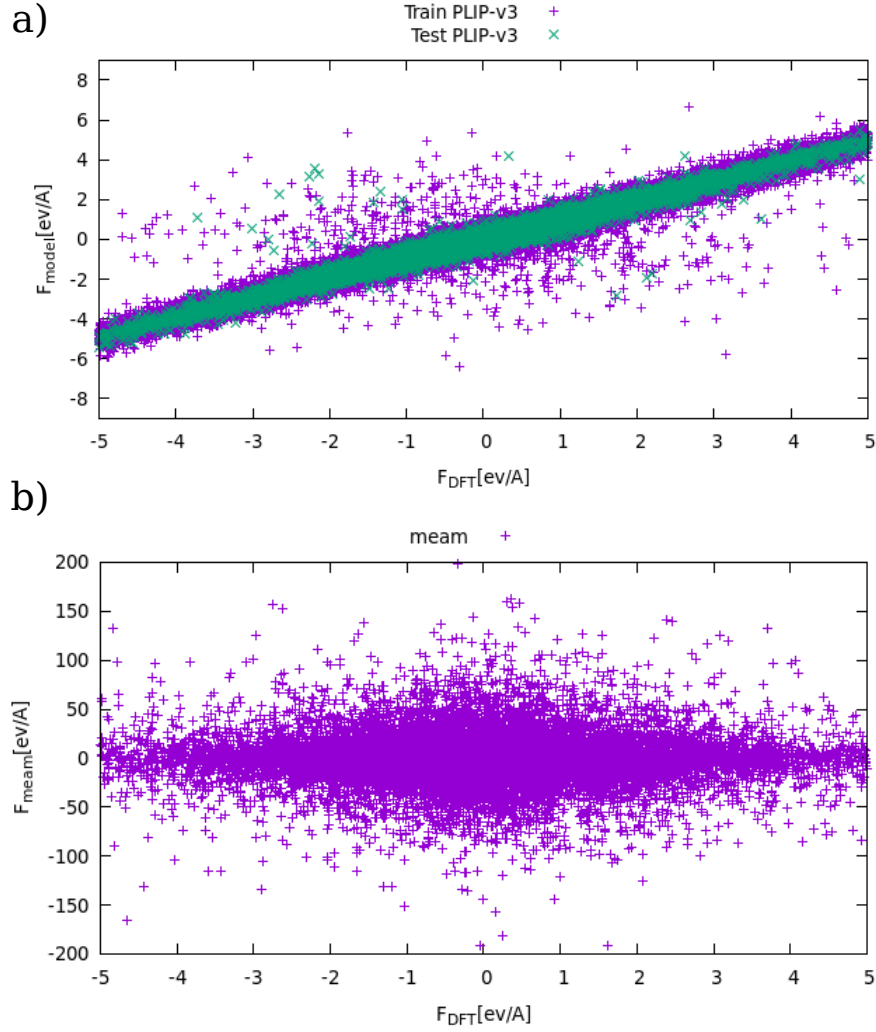 a)
Train PLIP-v3
Test PLIP-v3
8
6
4
2
0
-2
-4
-6
-8
F_model[ev/A]
-5 -4 -3 -2 -1 0 1 2 3 4 5
F_DFT[ev/A]
b)
meam
200
150
100
50
0
-50
-100
-150
-200
F_meam[ev/A]
-5 -4 -3 -2 -1 0 1 2 3 4 5
F_DFT[ev/A]